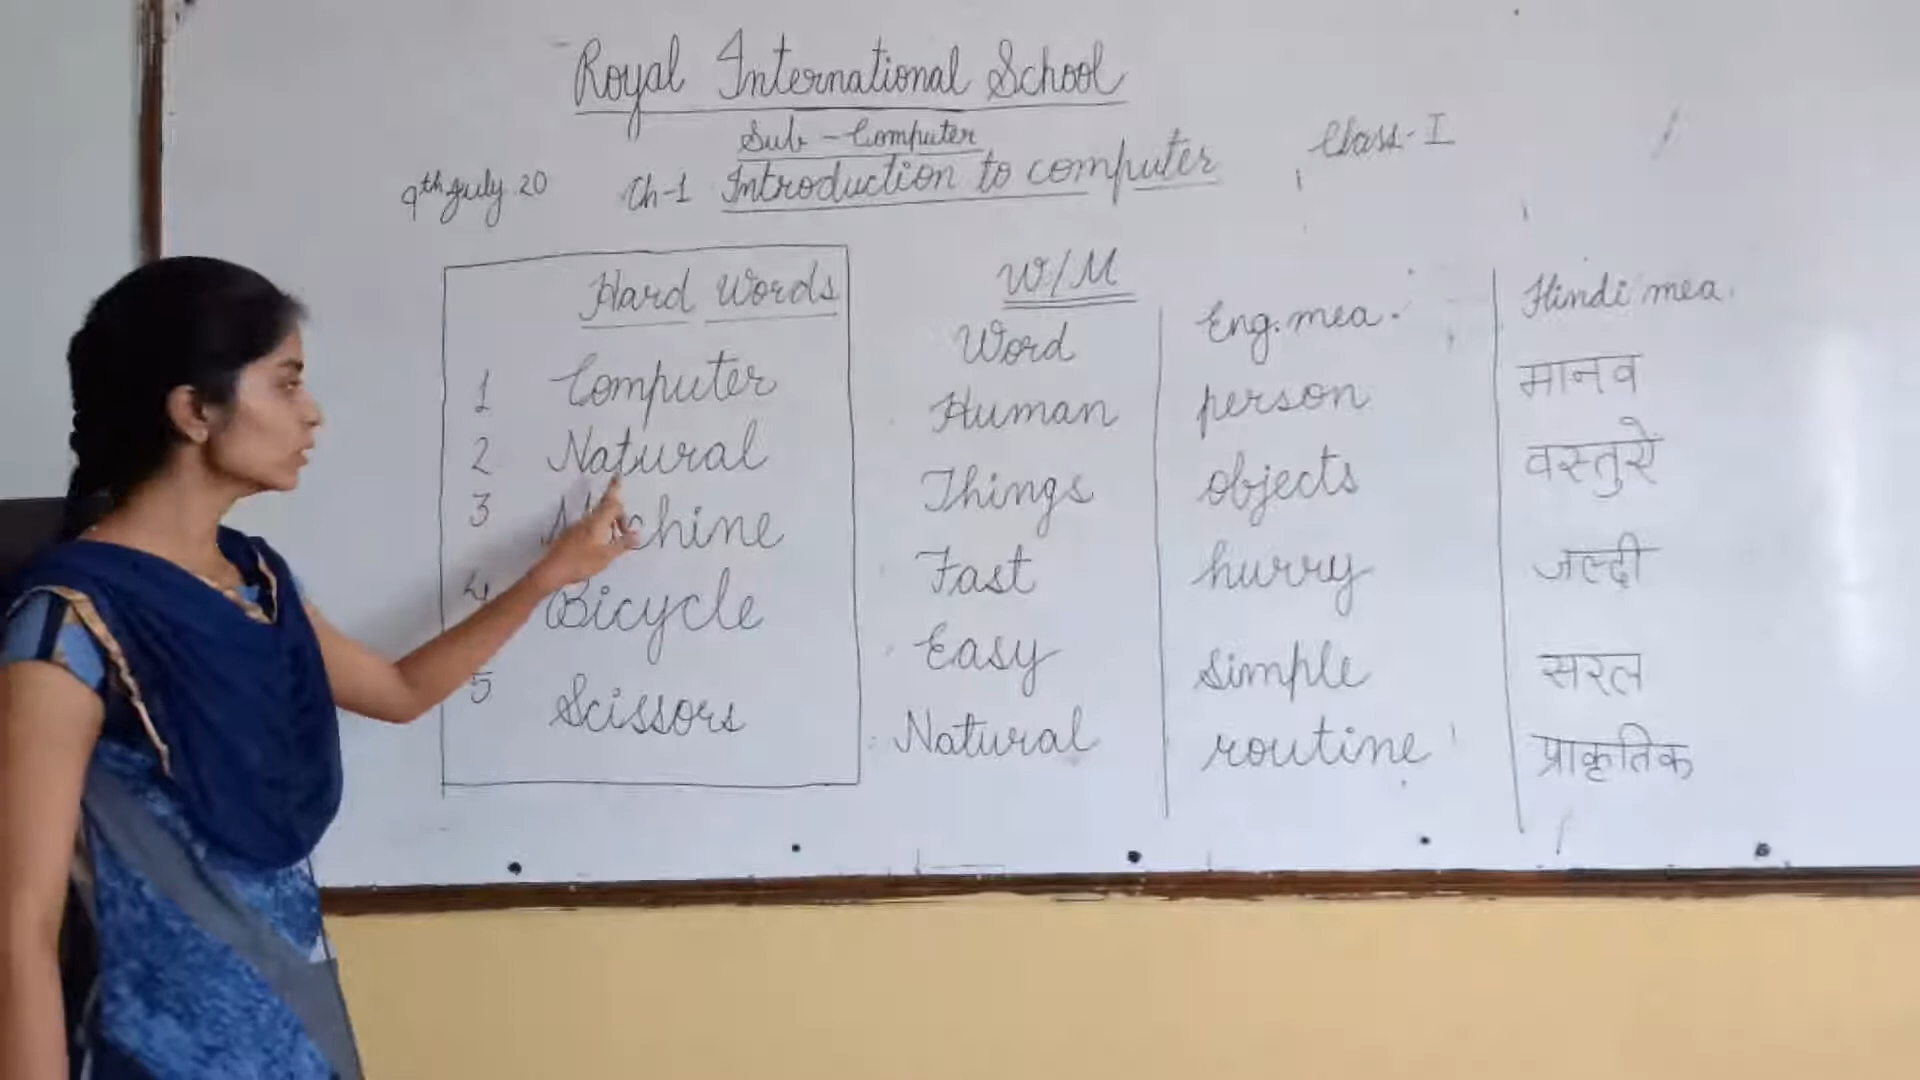 Royal International School
Sub - Computer
Class - I
9th July 20
Ch-1 Introduction to computer
Hard Words
1 Computer
2 Natural
3 Machine
4 Bicycle
5 Scissors
W/M
Word Eng. mea. Hindi mea.
Human person मानव
Things objects वस्तुएें
Fast hurry जल्दी
Easy simple सरल
Natural routine प्राकृतिक